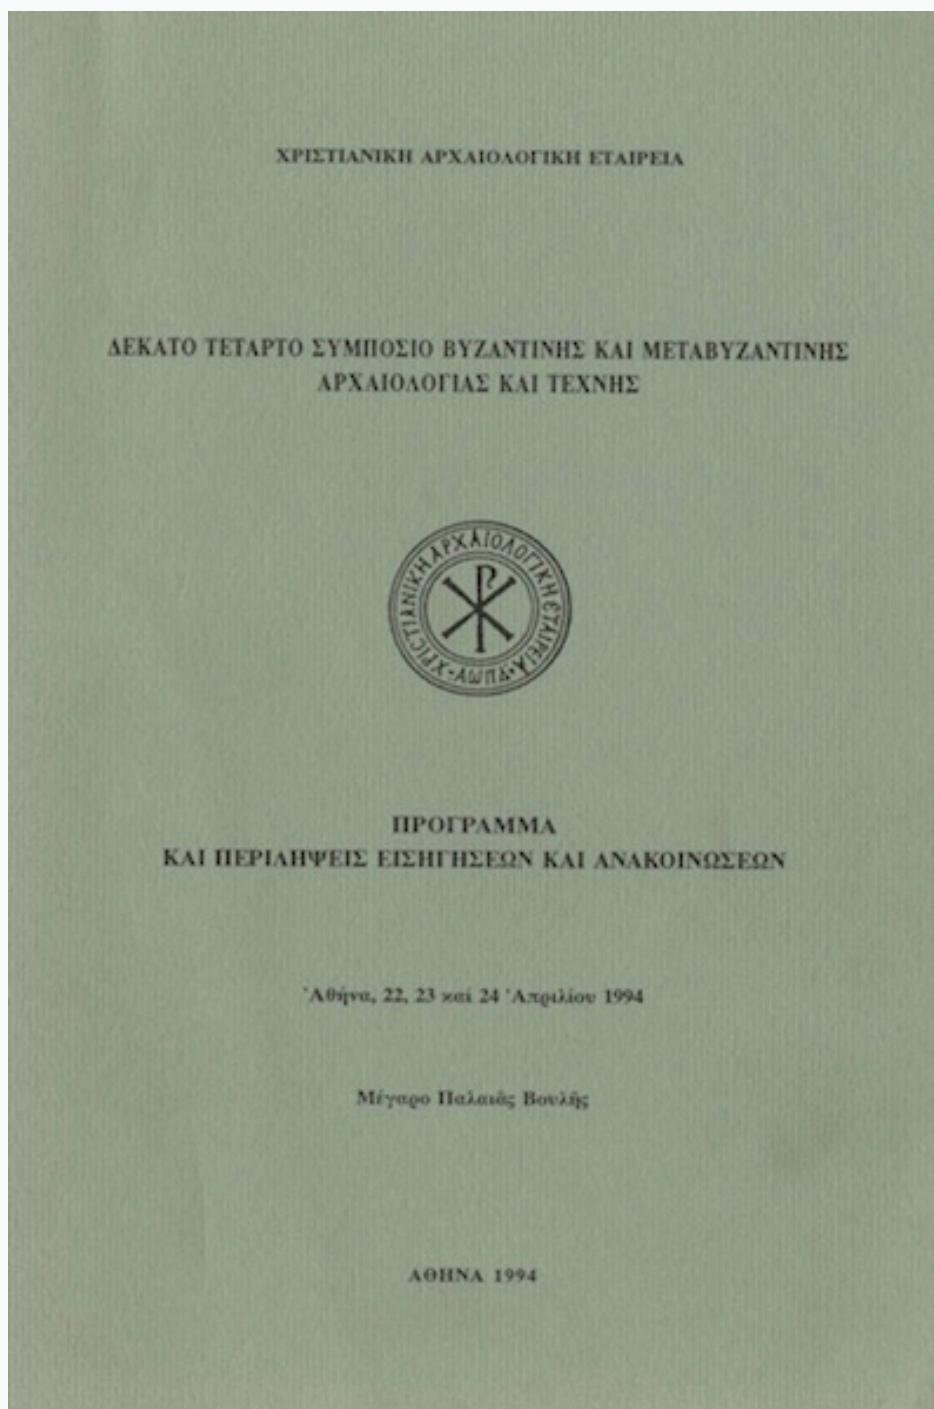 ΧΡΙΣΤΙΑΝΙΚΗ ΑΡΧΑΙΟΛΟΓΙΚΗ ΕΤΑΙΡΕΙΑ
ΔΕΚΑΤΟ ΤΕΤΑΡΤΟ ΣΥΜΠΟΣΙΟ ΒΥΖΑΝΤΙΝΗΣ ΚΑΙ ΜΕΤΑΒΥΖΑΝΤΙΝΗΣ
ΑΡΧΑΙΟΛΟΓΙΑΣ ΚΑΙ ΤΕΧΝΗΣ
ΧΡΙCΤΙΑΝΙΚΗ ΑΡΧΑΙΟΛΟΓΙΚΗ ΕΤΑΙΡΕΙΑ·ΑΩΠΔ·
ΠΡΟΓΡΑΜΜΑ
ΚΑΙ ΠΕΡΙΛΗΨΕΙΣ ΕΙΣΗΓΗΣΕΩΝ ΚΑΙ ΑΝΑΚΟΙΝΩΣΕΩΝ
Ἀθήνα, 22, 23 καί 24 Ἀπριλίου 1994
Μέγαρο Παλαιᾶς Βουλῆς
ΑΘΗΝΑ 1994